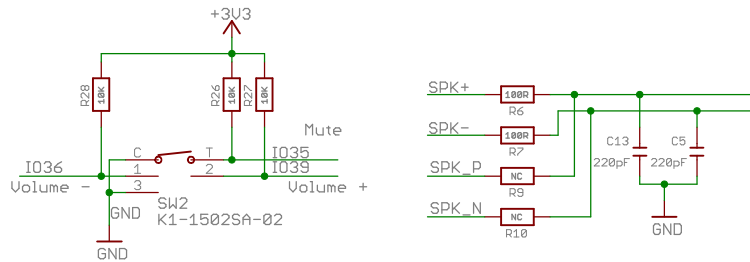 +3V3
R28
10K
R26
10K
R27
10K
Mute
C
T
IO35
IO36
1
2
IO39
Volume -
3
Volume +
GND
SW2
K1-1502SA-02
GND
SPK+
100R
R6
SPK-
100R
R7
C13
C5
220pF
220pF
SPK_P
NC
R9
SPK_N
NC
R10
GND